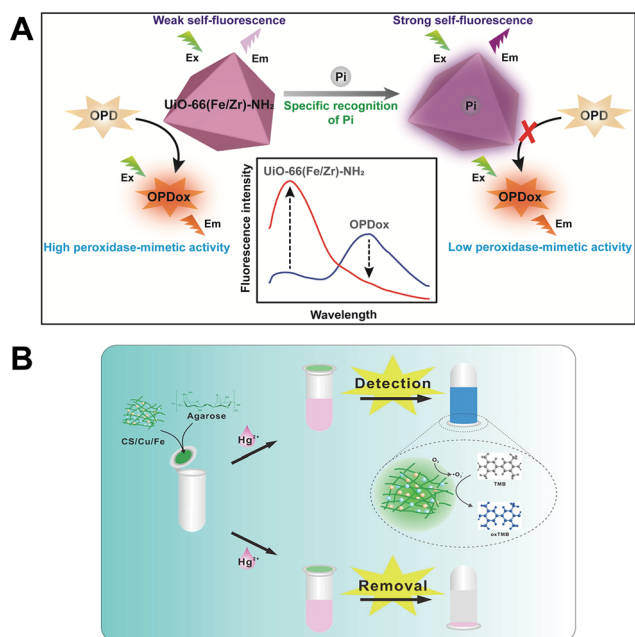 A
Weak self-fluorescence
Strong self-fluorescence
Ex
Em
Pi
Ex
Em
OPD
UiO-66(Fe/Zr)-NH₂
Specific recognition
of Pi
Pi
OPD
Ex
OPDox
Em
High peroxidase-mimetic activity
Fluorescence intensity
UiO-66(Fe/Zr)-NH₂
OPDox
Wavelength
Ex
OPDox
Em
Low peroxidase-mimetic activity
B
CS/Cu/Fe
Agarose
Hg²⁺
Detection
O₂
•O₂⁻
TMB
oxTMB
Hg²⁺
Removal